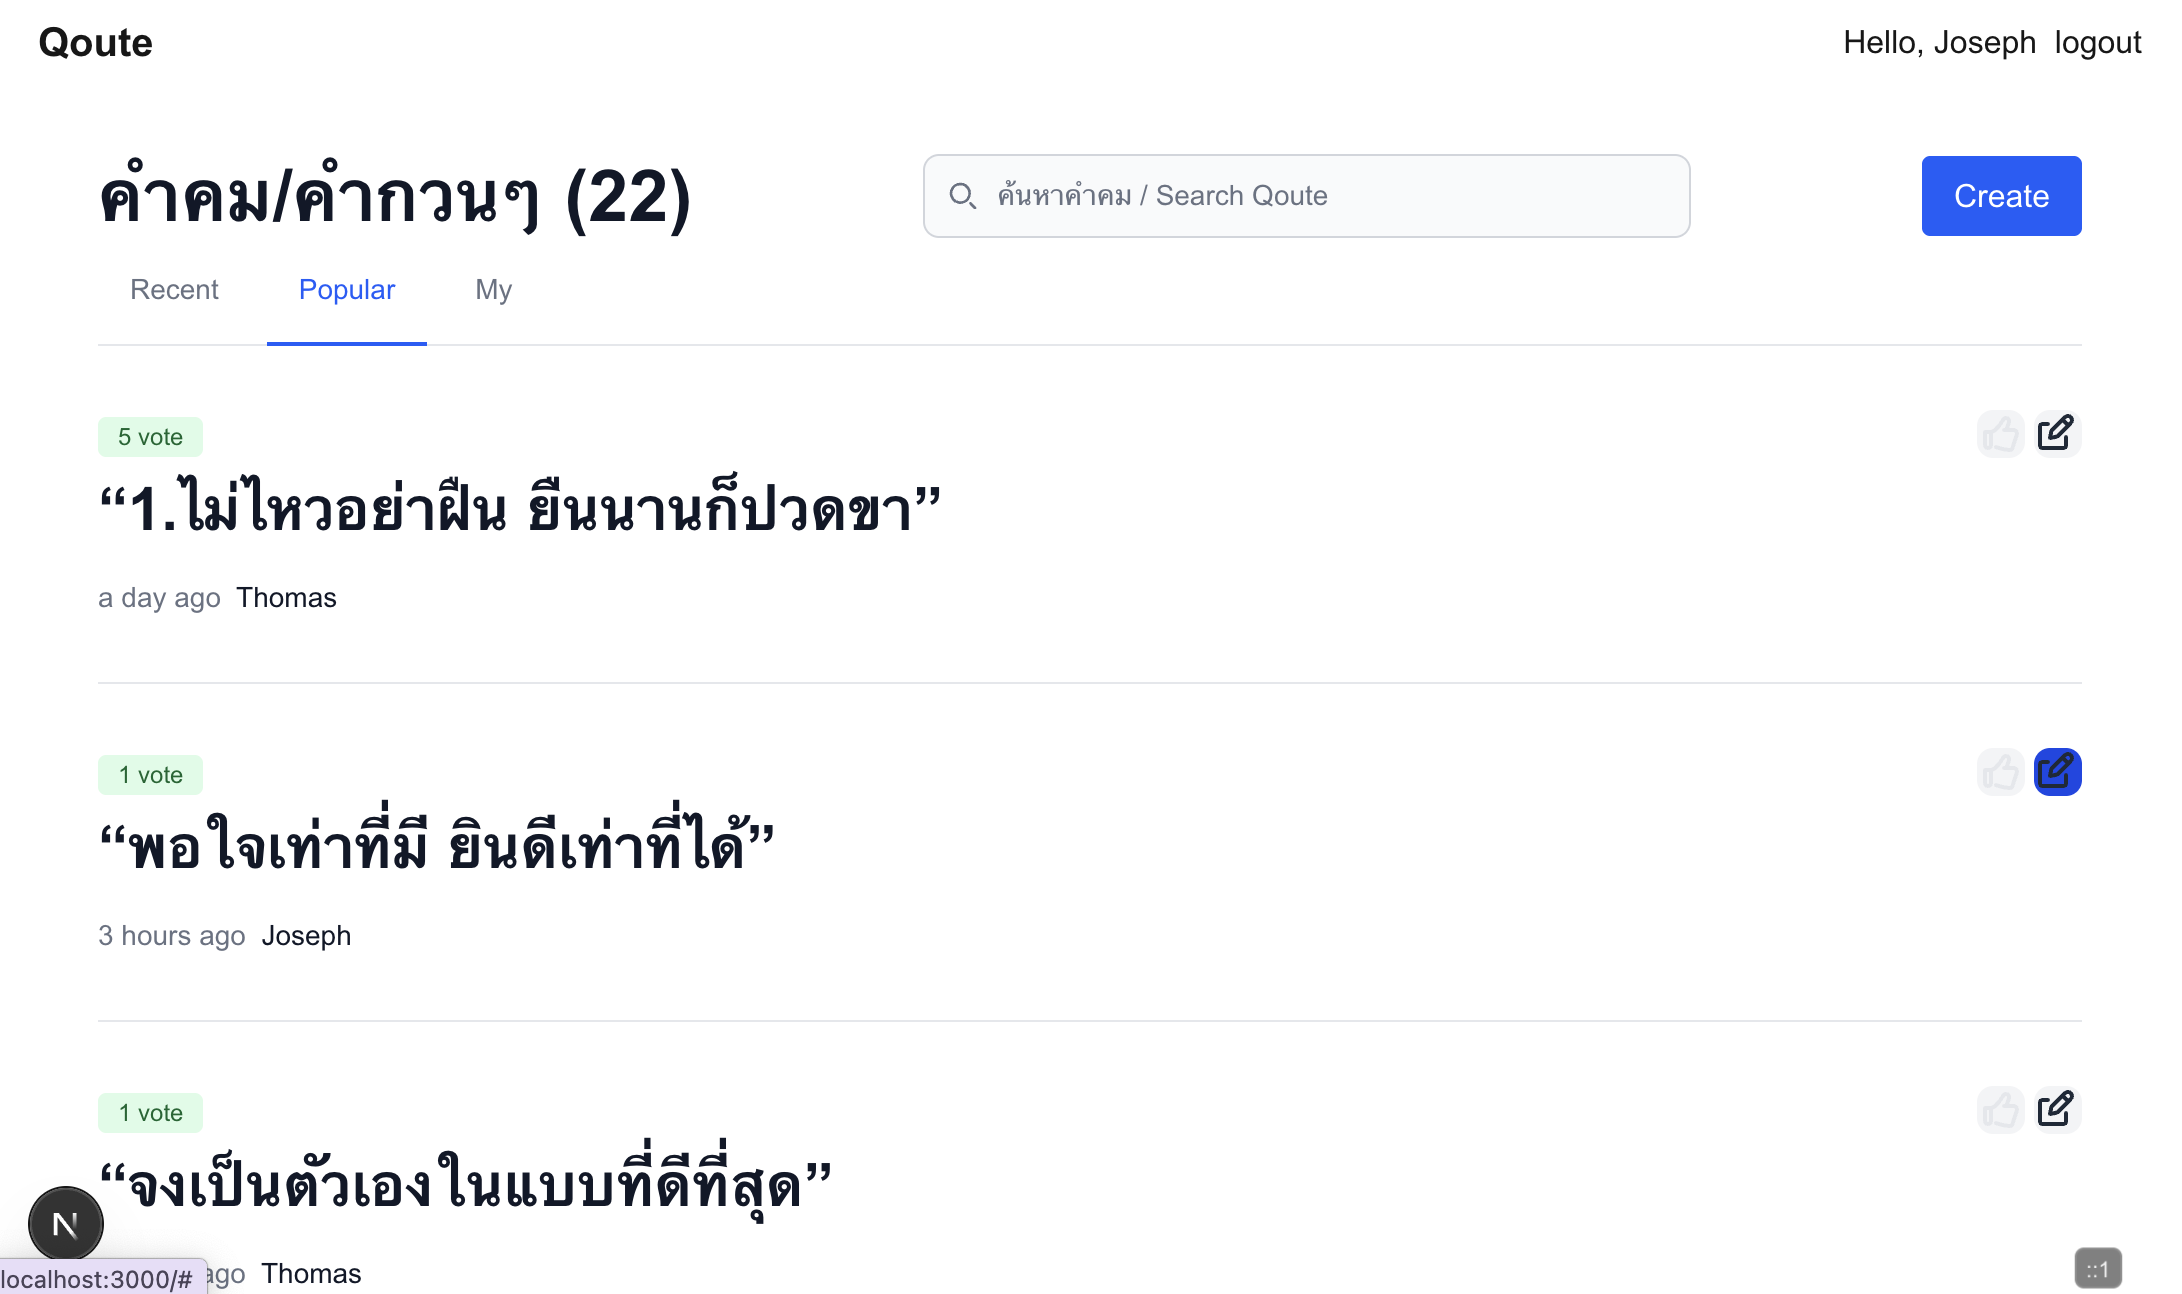 Qoute
Hello, Joseph logout
คำคม/คำกวนๆ (22)
ค้นหาคำคม / Search Qoute
Create
Recent
Popular
My
5 vote
“1.ไม่ไหวอย่าฝืน ยืนนานก็ปวดขา”
a day ago Thomas
1 vote
“พอใจเท่าที่มี ยินดีเท่าที่ได้”
3 hours ago Joseph
1 vote
“จงเป็นตัวเองในแบบที่ดีที่สุด”
N
ago Thomas
localhost:3000/#
::1